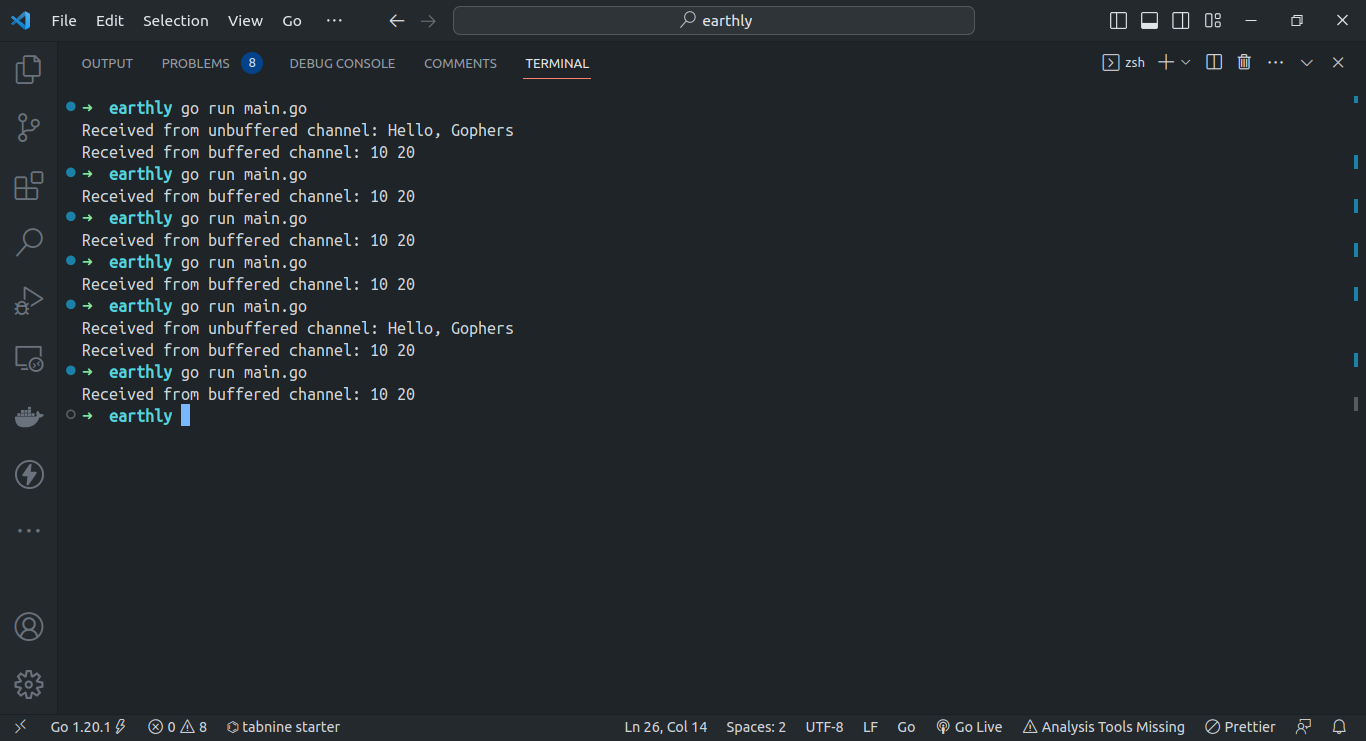 File Edit Selection View Go ··· earthly
OUTPUT PROBLEMS 8 DEBUG CONSOLE COMMENTS TERMINAL zsh
➜ earthly go run main.go
Received from unbuffered channel: Hello, Gophers
Received from buffered channel: 10 20
➜ earthly go run main.go
Received from buffered channel: 10 20
➜ earthly go run main.go
Received from buffered channel: 10 20
➜ earthly go run main.go
Received from buffered channel: 10 20
➜ earthly go run main.go
Received from unbuffered channel: Hello, Gophers
Received from buffered channel: 10 20
➜ earthly go run main.go
Received from buffered channel: 10 20
➜ earthly
Go 1.20.1 0 8 tabnine starter Ln 26, Col 14 Spaces: 2 UTF-8 LF Go Go Live Analysis Tools Missing Prettier